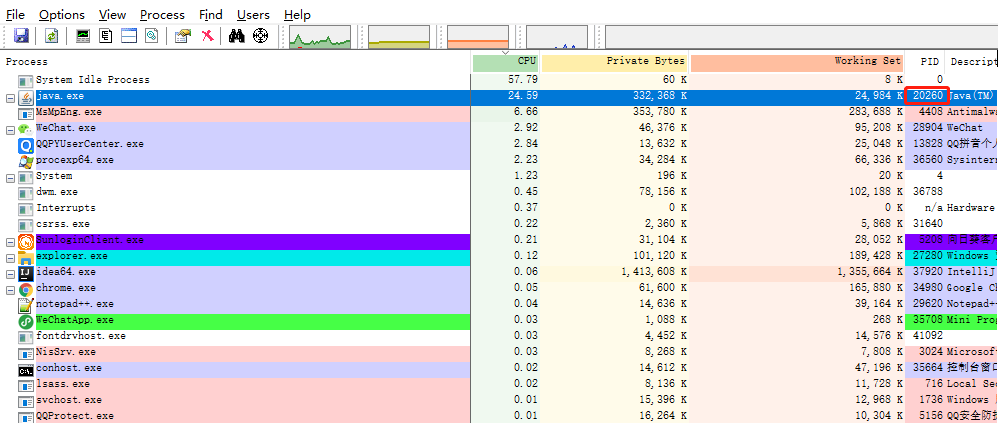 File Options View Process Find Users Help
Process CPU Private Bytes Working Set PID Descript
System Idle Process 57.79 60 K 8 K 0
java.exe 24.59 332,368 K 24,984 K 20260 Java(TM)
MsMpEng.exe 6.66 353,780 K 283,688 K 4408 Antimalwa
WeChat.exe 2.92 46,376 K 95,208 K 28904 WeChat
QQPYUserCenter.exe 2.84 13,632 K 25,048 K 13828 QQ拼音个人
procexp64.exe 2.23 34,284 K 66,336 K 36560 Sysintern
System 1.23 196 K 20 K 4
dwm.exe 0.45 78,156 K 102,188 K 36788
Interrupts 0.37 0 K 0 K n/a Hardware
csrss.exe 0.22 2,360 K 5,868 K 31640
SunloginClient.exe 0.21 31,104 K 28,052 K 5208 向日葵客户
explorer.exe 0.12 101,120 K 189,428 K 27280 Windows
idea64.exe 0.06 1,413,608 K 1,355,664 K 37920 IntelliJ
chrome.exe 0.05 61,600 K 165,880 K 34980 Google Ch
notepad++.exe 0.04 14,636 K 39,164 K 29620 Notepad+
WeChatApp.exe 0.03 1,088 K 268 K 35708 Mini Prog
fontdrvhost.exe 0.03 4,452 K 14,576 K 41092
NisSrv.exe 0.03 8,268 K 7,808 K 3024 Microsoft
conhost.exe 0.02 14,612 K 47,196 K 35664 控制台窗口
lsass.exe 0.02 8,136 K 11,728 K 716 Local Sec
svchost.exe 0.01 15,396 K 12,968 K 1736 Windows
QQProtect.exe 0.01 16,264 K 10,304 K 5156 QQ安全防护